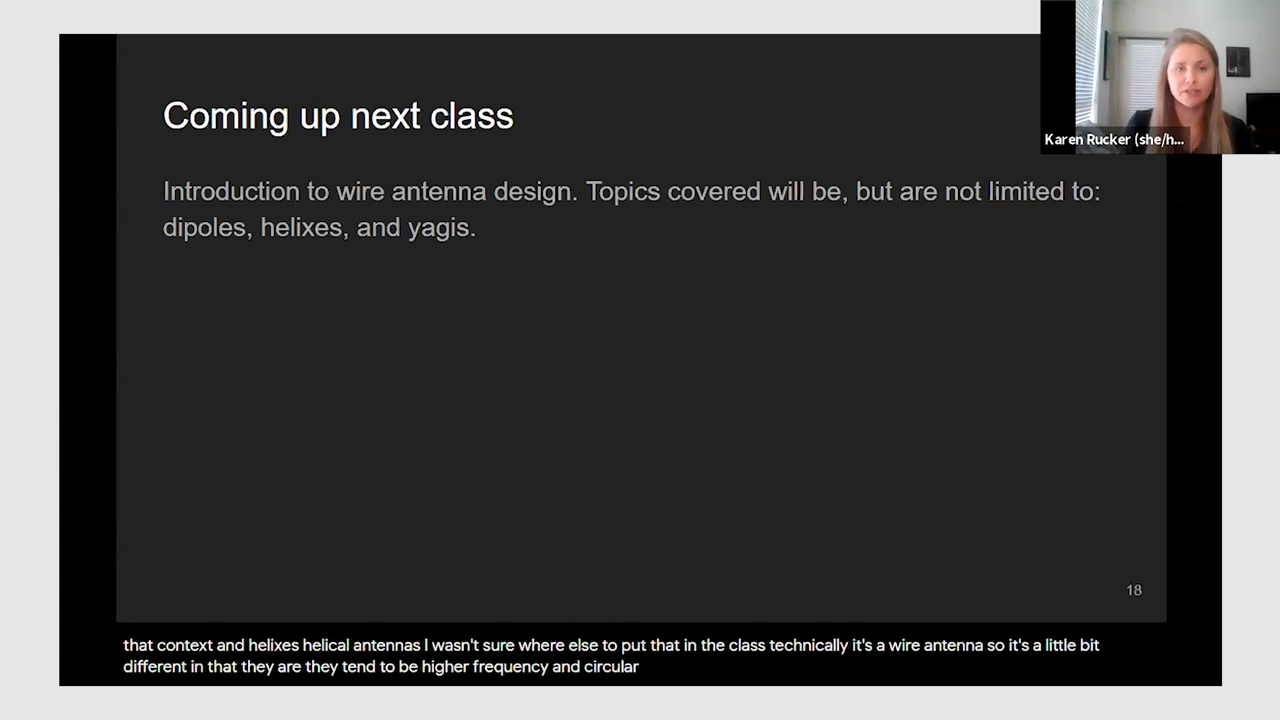 Coming up next class
Karen Rucker (she/h...
Introduction to wire antenna design. Topics covered will be, but are not limited to:
dipoles, helixes, and yagis.
18
that context and helixes helical antennas I wasn't sure where else to put that in the class technically it's a wire antenna so it's a little bit
different in that they are they tend to be higher frequency and circular